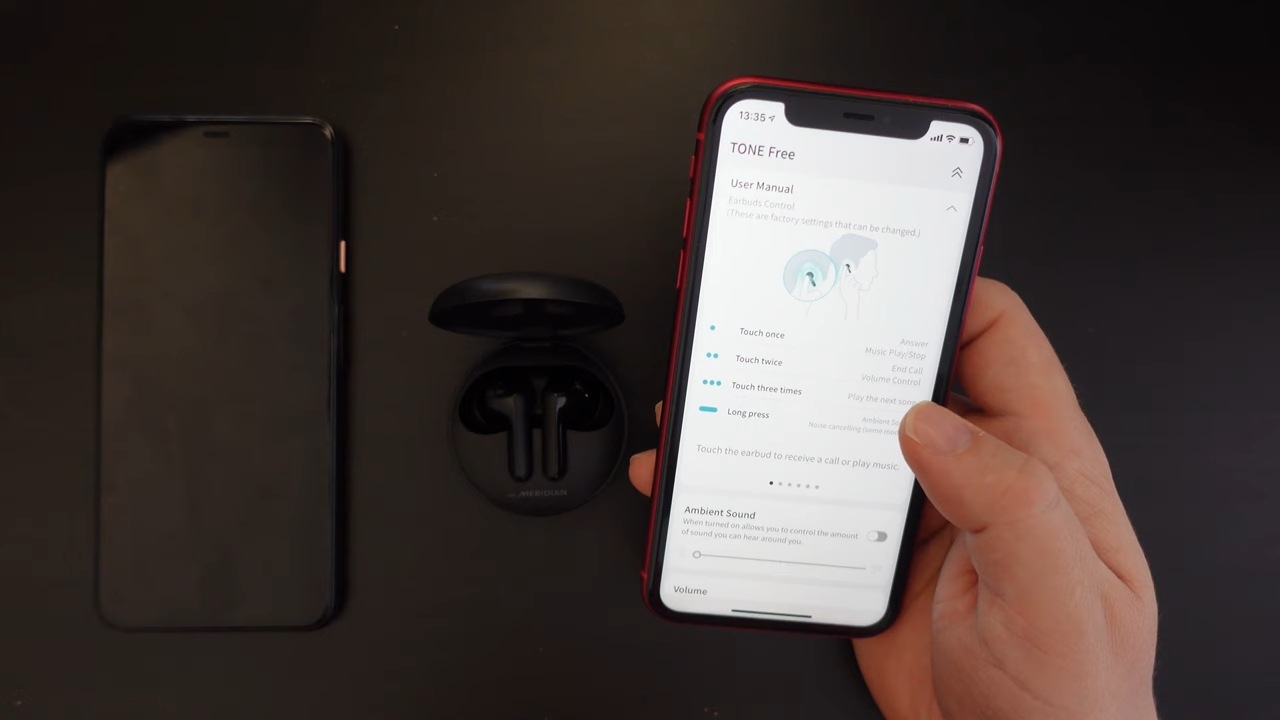 MERIDIAN
13:35
TONE Free
User Manual
Earbuds Control
(These are factory settings that can be changed.)
Touch once
Answer
Music Play/Stop
Touch twice
End Call
Volume Control
Touch three times
Play the next song
Long press
Ambient
Noise cancelling (some
Touch the earbud to receive a call or play music.
Ambient Sound
When turned on allows you to control the amount
of sound you can hear around you.
Volume